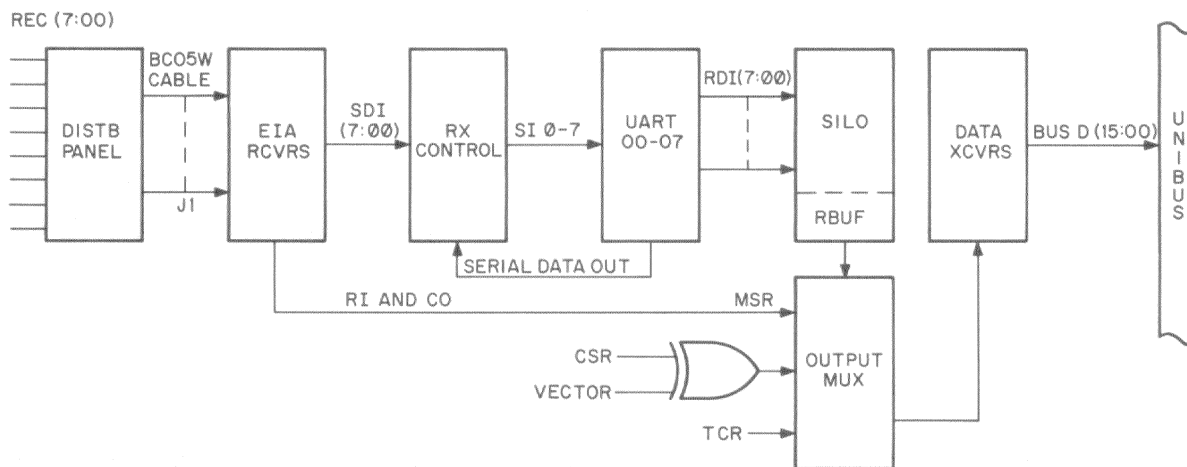 REC (7:00)
BC05W
CABLE
DISTB
PANEL
J1
EIA
RCVRS
SDI
(7:00)
RX
CONTROL
SI 0-7
UART
00-07
RDI(7:00)
SILO
RBUF
DATA
XCVRS
BUS D (15:00)
UNIBUS
SERIAL DATA OUT
RI AND CO
MSR
CSR
VECTOR
TCR
OUTPUT
MUX